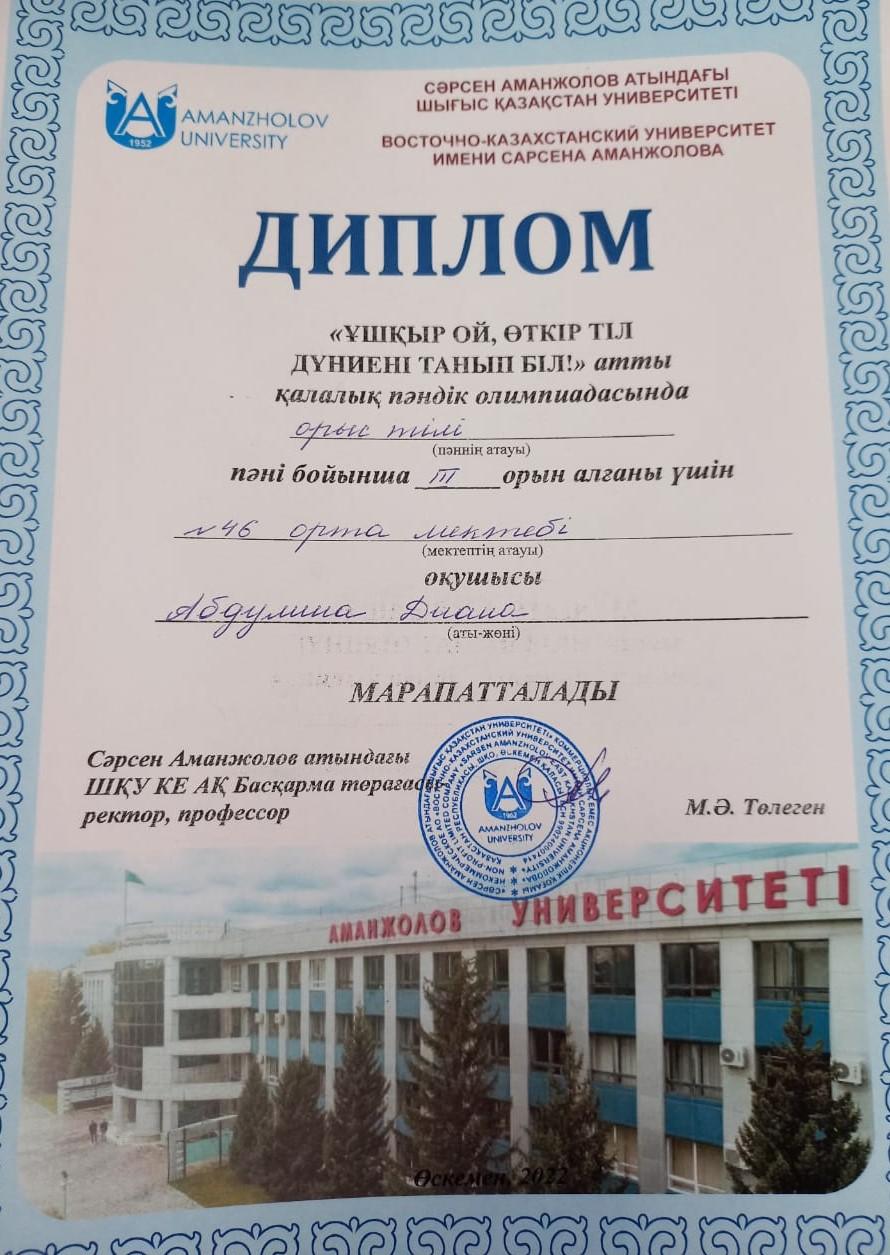 AMANZHOLOV
UNIVERSITY
1952
СӘРСЕН АМАНЖОЛОВ АТЫНДАҒЫ
ШЫҒЫС ҚАЗАҚСТАН УНИВЕРСИТЕТІ
ВОСТОЧНО-КАЗАХСТАНСКИЙ УНИВЕРСИТЕТ
ИМЕНИ САРСЕНА АМАНЖОЛОВА
ДИПЛОМ
«ҰШҚЫР ОЙ, ӨТКІР ТІЛ
ДҮНИЕНІ ТАНЫП БІЛ!» атты
қалалық пәндік олимпиадасында
орыс тілі
(пәннің атауы)
пәні бойынша III орын алғаны үшін
№46 орта мектебі
(мектептің атауы)
оқушысы
Абдулина Диана
(аты-жөні)
МАРАПАТТАЛАДЫ
Сәрсен Аманжолов атындағы
ШҚУ КЕ АҚ Басқарма төрағасы-
ректор, профессор
М.Ә. Төлеген
AMANZHOLOV
UNIVERSITY
АМАНЖОЛОВ УНИВЕРСИТЕТІ
Өскемен, 2022